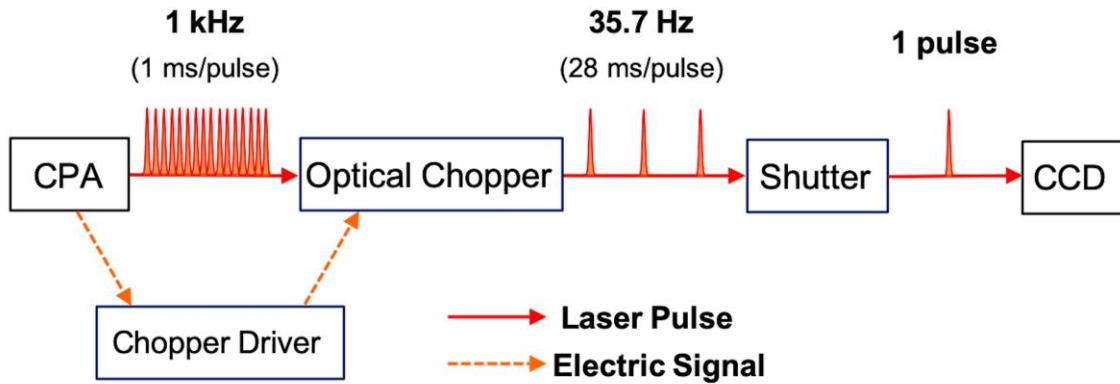 1 kHz
(1 ms/pulse)
35.7 Hz
(28 ms/pulse)
1 pulse
CPA
Optical Chopper
Shutter
CCD
Chopper Driver
Laser Pulse
Electric Signal